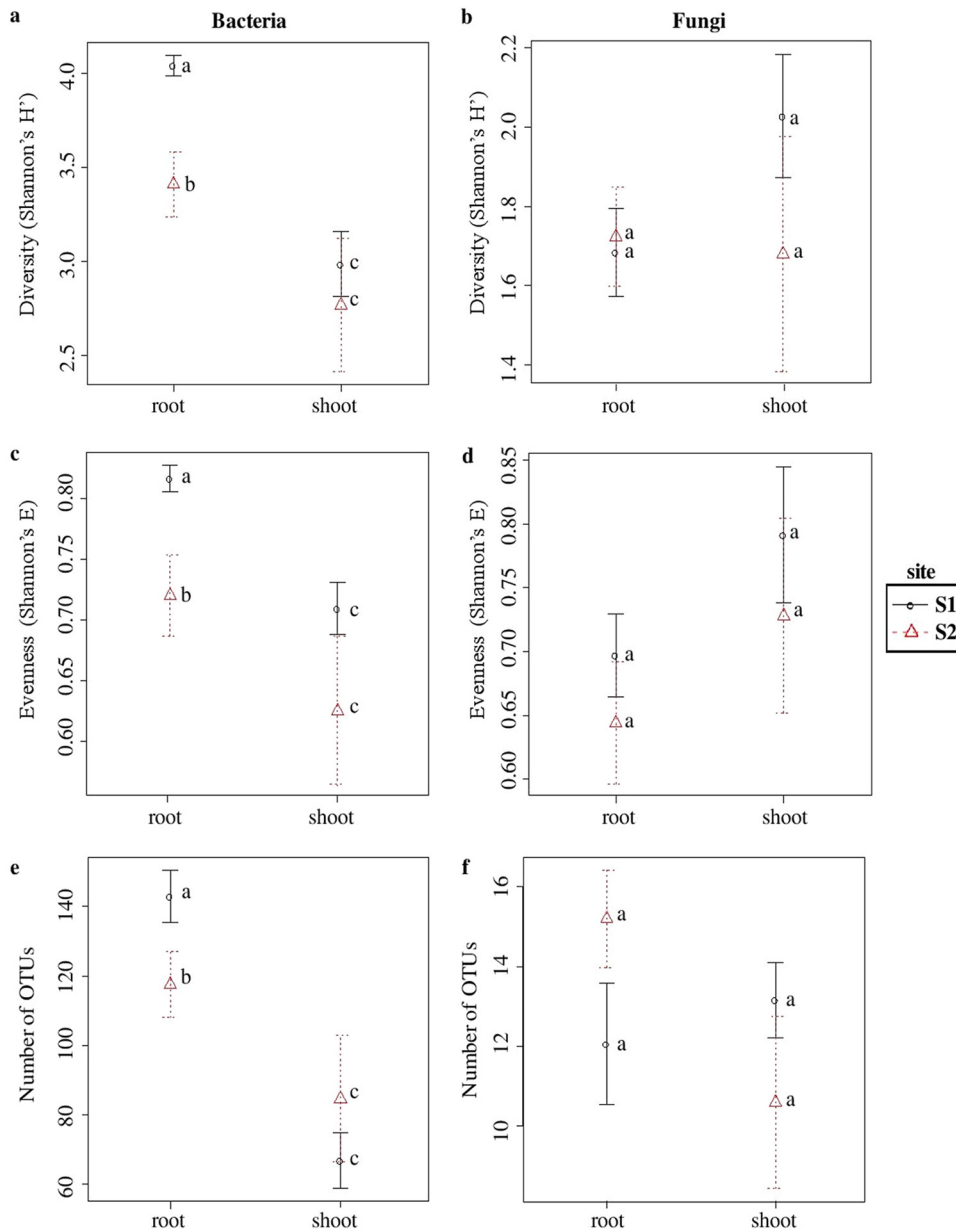 a
Bacteria
b
Fungi
Diversity (Shannon's H')
4.0
3.5
3.0
2.5
a
b
c
c
root
shoot
Diversity (Shannon's H')
2.2
2.0
1.8
1.6
1.4
a
a
a
a
root
shoot
c
Evenness (Shannon's E)
0.80
0.75
0.70
0.65
0.60
a
b
c
c
root
shoot
d
Evenness (Shannon's E)
0.85
0.80
0.75
0.70
0.65
0.60
a
a
a
a
root
shoot
site
S1
S2
e
Number of OTUs
140
120
100
80
60
a
b
c
c
root
shoot
f
Number of OTUs
16
14
12
10
a
a
a
a
root
shoot